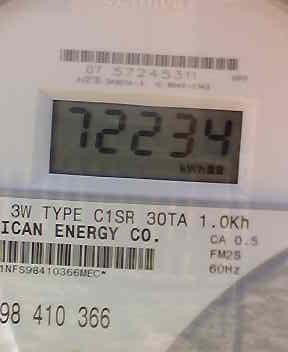 07 57245311
72234
kWh
3W TYPE C1SR 30TA 1.0Kh
ICAN ENERGY CO.
CA 0.5
FM2S
60Hz
1NFS98410366MEC*
98 410 366